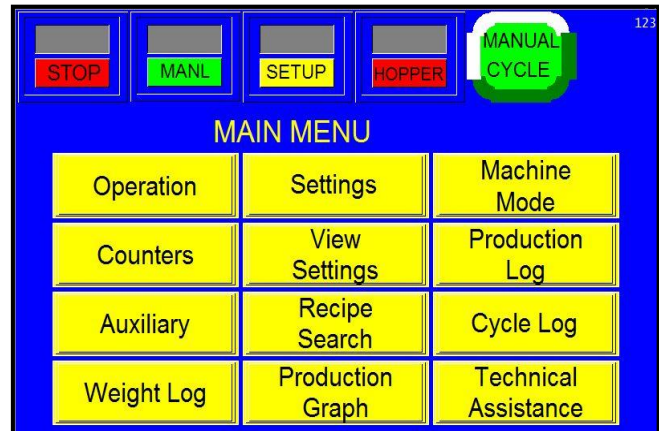 123
STOP
MANL
SETUP
HOPPER
MANUAL
CYCLE
MAIN MENU
Operation
Settings
Machine
Mode
Counters
View
Settings
Production
Log
Auxiliary
Recipe
Search
Cycle Log
Weight Log
Production
Graph
Technical
Assistance